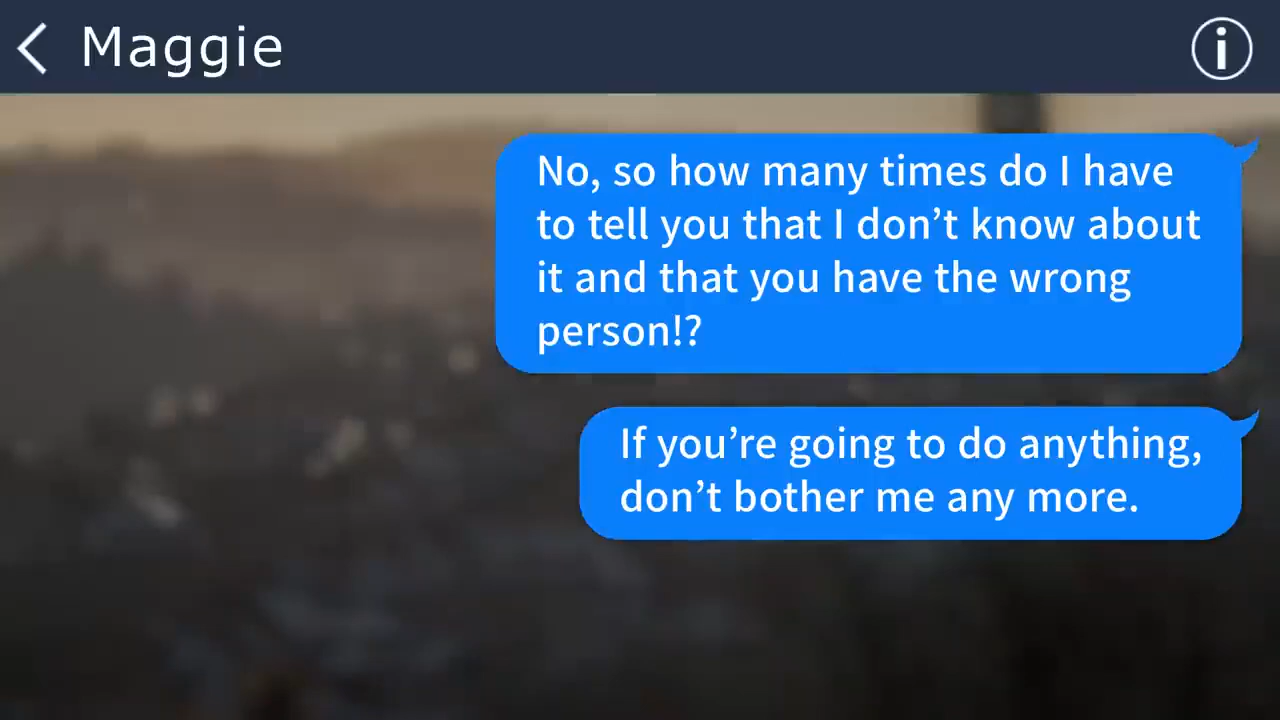 Maggie
No, so how many times do I have
to tell you that I don’t know about
it and that you have the wrong
person!?
If you’re going to do anything,
don’t bother me any more.